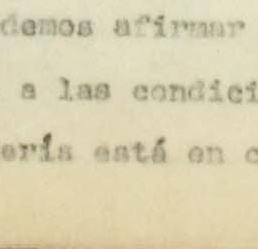 demos afirmar
a las condici
ería está en c